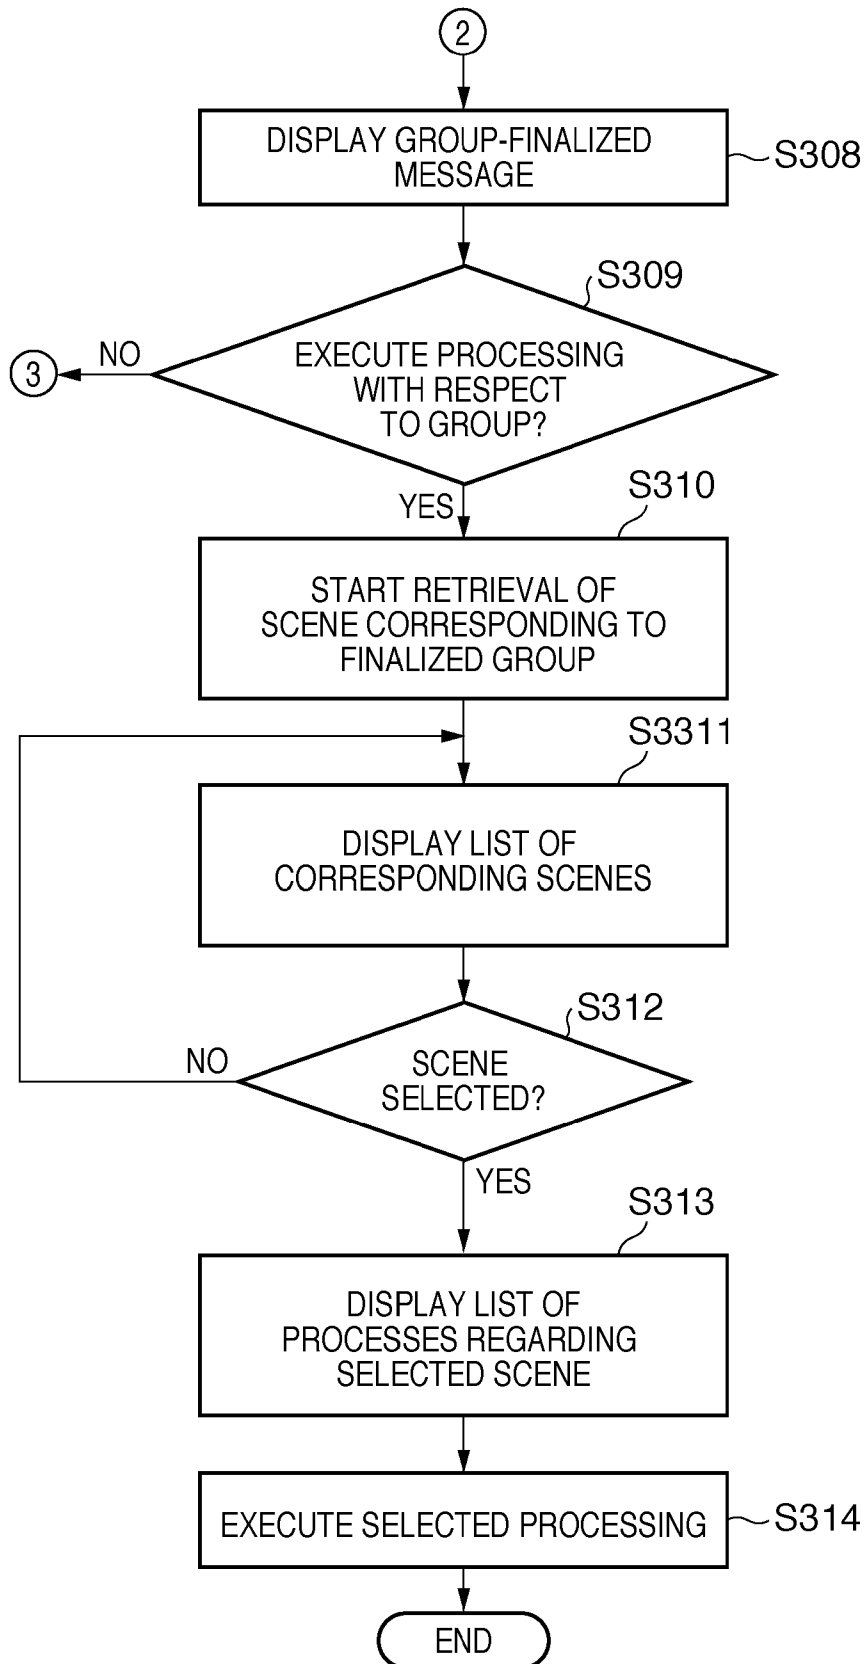 2
DISPLAY GROUP-FINALIZED
MESSAGE
S308
S309
EXECUTE PROCESSING
WITH RESPECT
TO GROUP?
NO
3
YES
S310
START RETRIEVAL OF
SCENE CORRESPONDING TO
FINALIZED GROUP
S3311
DISPLAY LIST OF
CORRESPONDING SCENES
S312
SCENE
SELECTED?
NO
YES
S313
DISPLAY LIST OF
PROCESSES REGARDING
SELECTED SCENE
EXECUTE SELECTED PROCESSING
S314
END